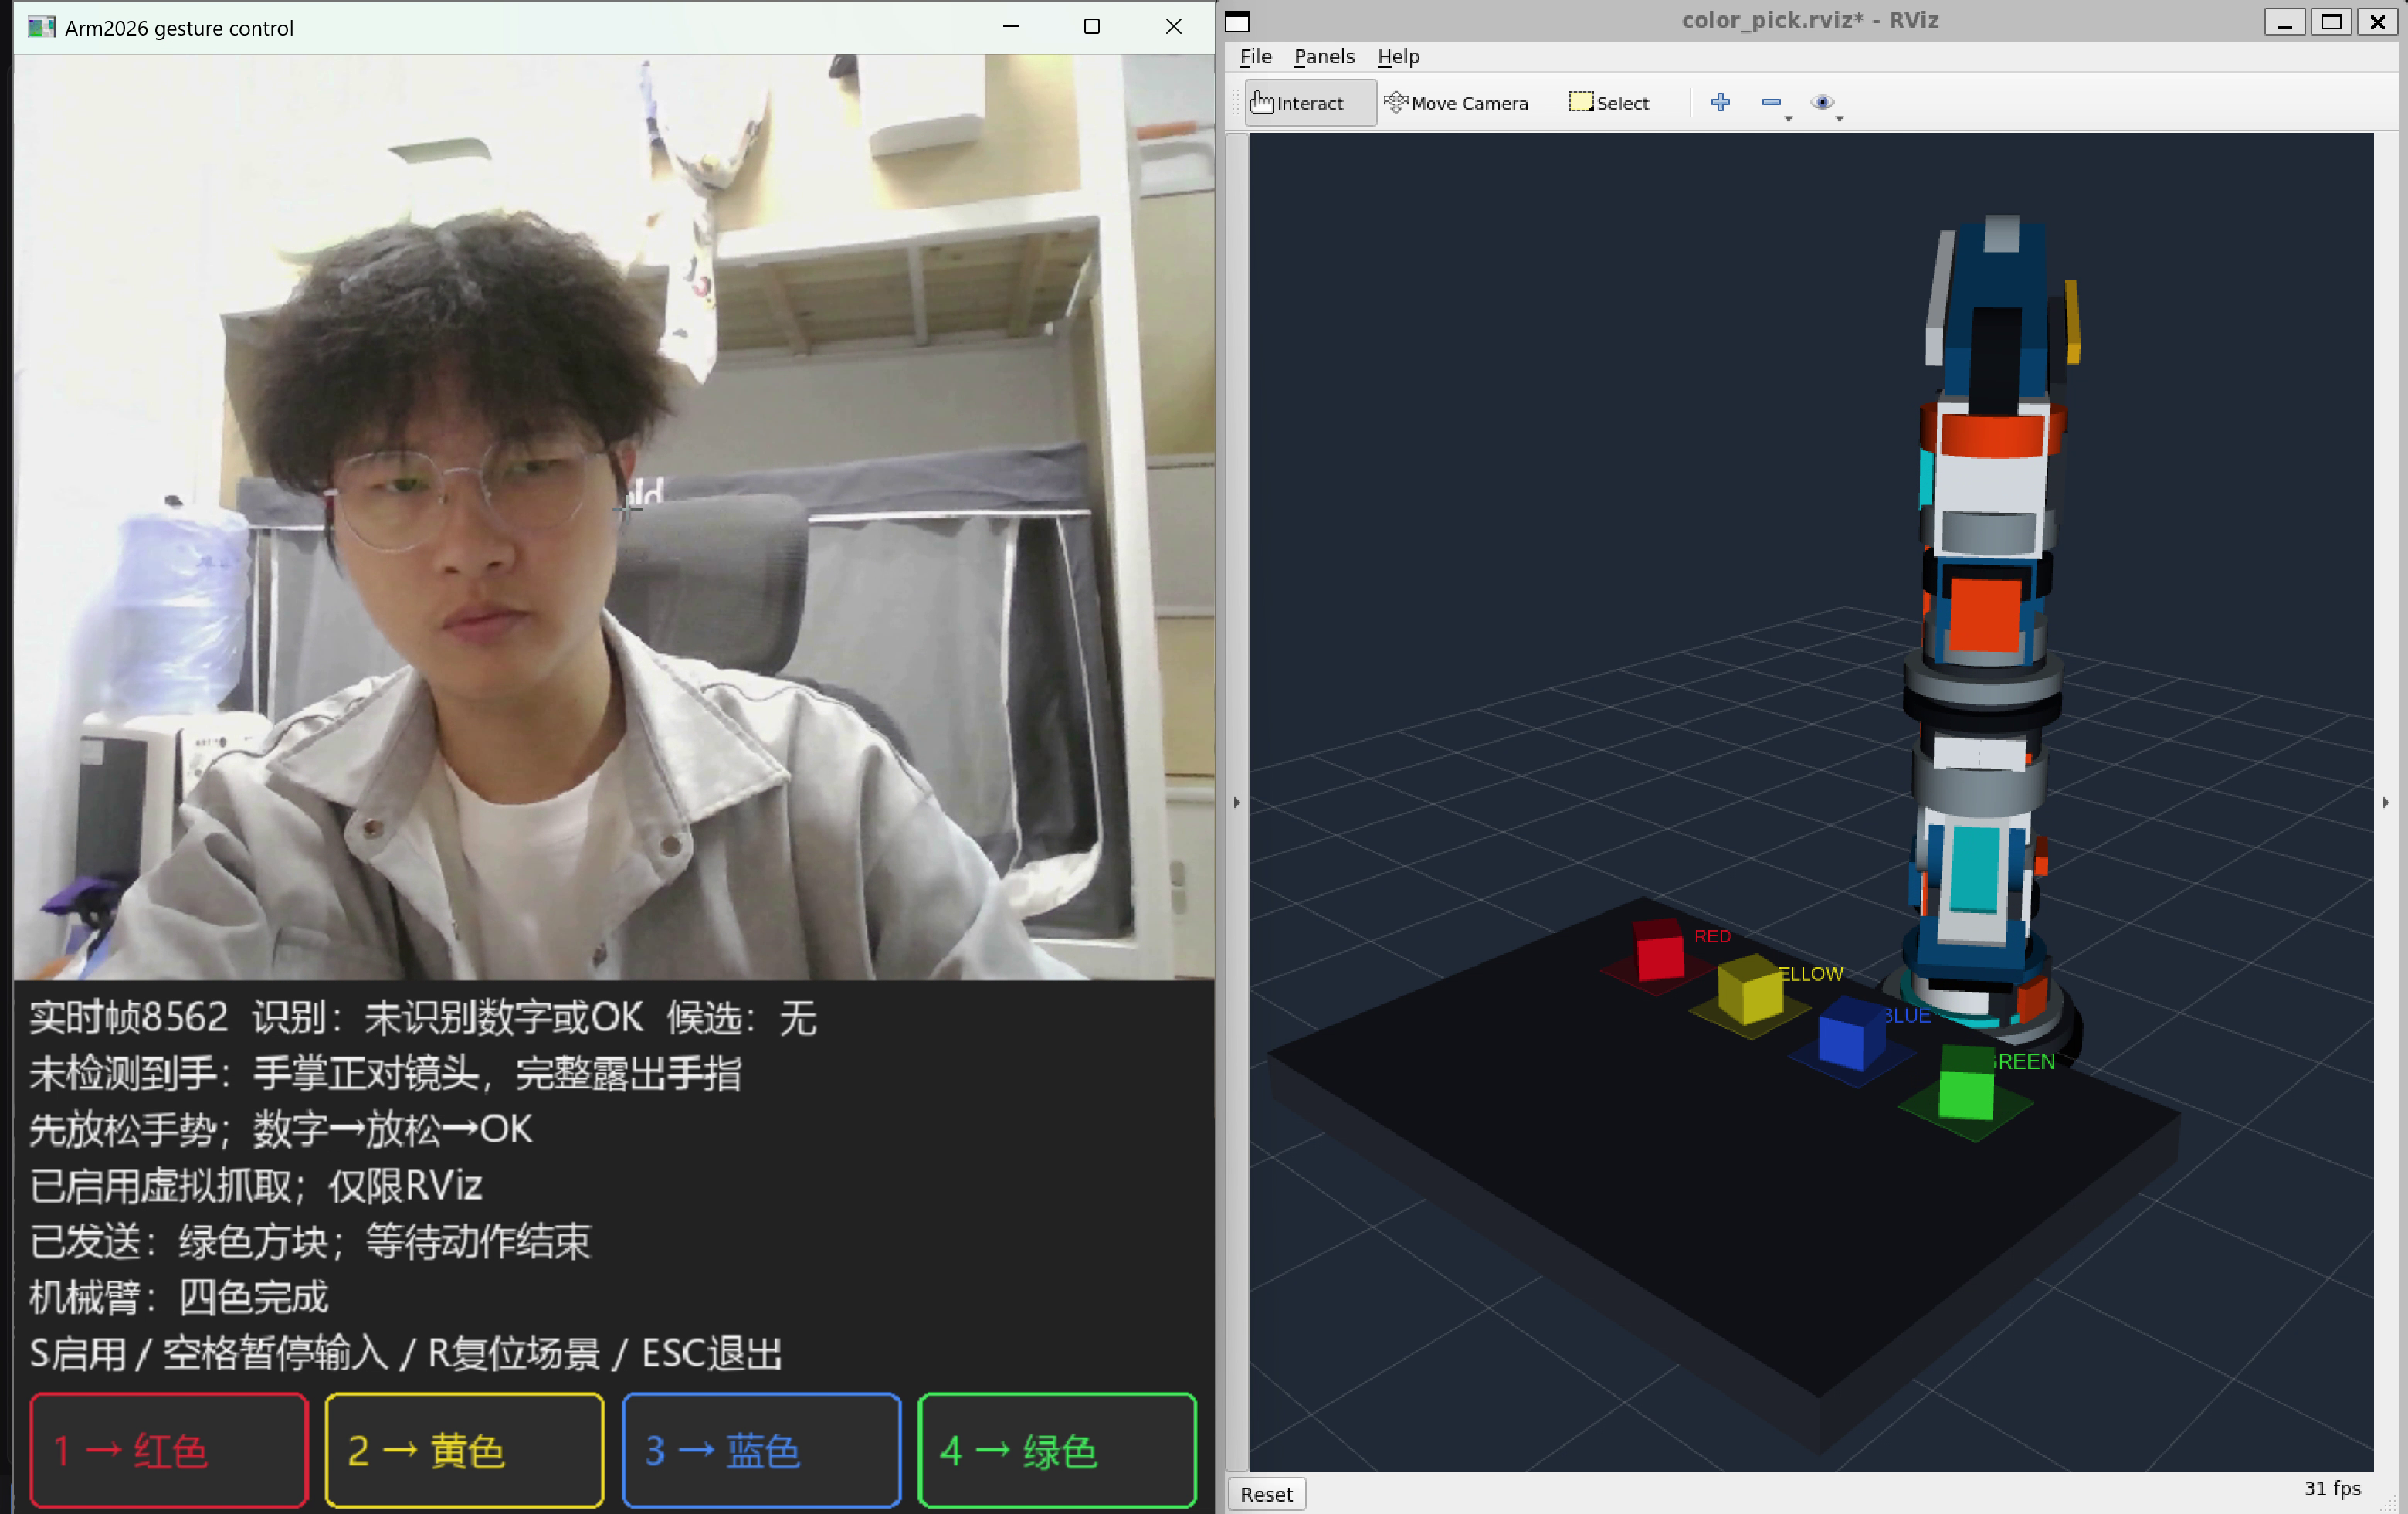 Arm2026 gesture control
实时帧8562 识别：未识别数字或OK 候选：无
未检测到手：手掌正对镜头，完整露出手指
先放松手势；数字→放松→OK
已启用虚拟抓取；仅限RViz
已发送：绿色方块；等待动作结束
机械臂：四色完成
S启用 / 空格暂停输入 / R复位场景 / ESC退出
1 → 红色
2 → 黄色
3 → 蓝色
4 → 绿色
color_pick.rviz* - RViz
File Panels Help
Interact Move Camera Select
RED
ELLOW
BLUE
GREEN
Reset
31 fps